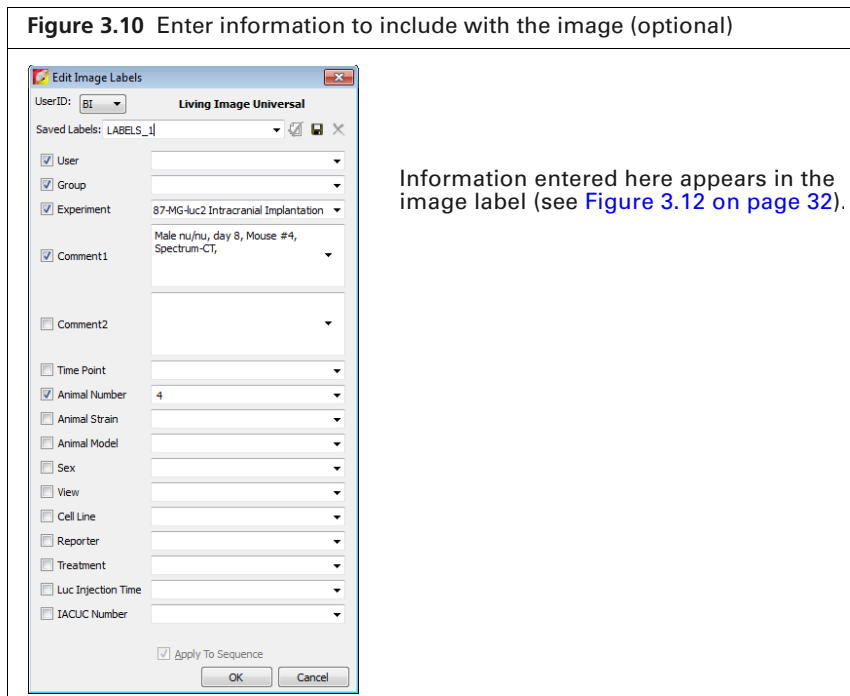 Figure 3.10 Enter information to include with the image (optional)
Edit Image Labels
UserID: BI Living Image Universal
Saved Labels: LABELS_1
User
Group
Experiment 87-MG-luc2 Intracranial Implantation
Comment1 Male nu/nu, day 8, Mouse #4,
Spectrum-CT,
Comment2
Time Point
Animal Number 4
Animal Strain
Animal Model
Sex
View
Cell Line
Reporter
Treatment
Luc Injection Time
IACUC Number
Apply To Sequence
OK Cancel
Information entered here appears in the
image label (see Figure 3.12 on page 32).